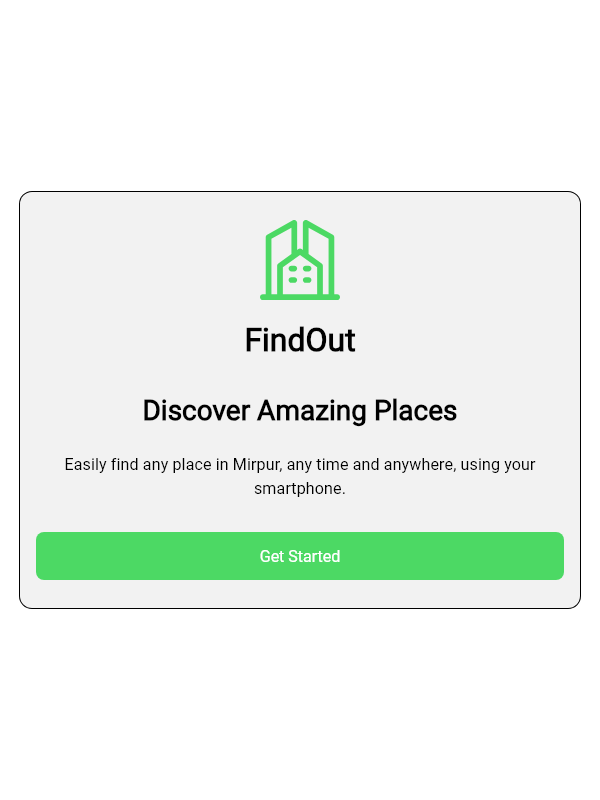 FindOut
Discover Amazing Places
Easily find any place in Mirpur, any time and anywhere, using your
smartphone.
Get Started